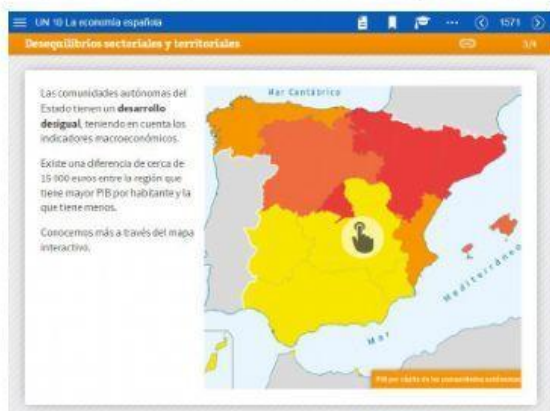 UN 10 La economía española
1571
Desequilibrios sectoriales y territoriales
3/4
Las comunidades autónomas del
Estado tienen un desarrollo
desigual, teniendo en cuenta los
indicadores macroeconómicos.
Existe una diferencia de cerca de
15 000 euros entre la región que
tiene mayor PIB por habitante y la
que tiene menos.
Conocemos más a través del mapa
interactivo.
Mar Cantábrico
Mar Mediterráneo
PIB per cápita de las comunidades autónomas